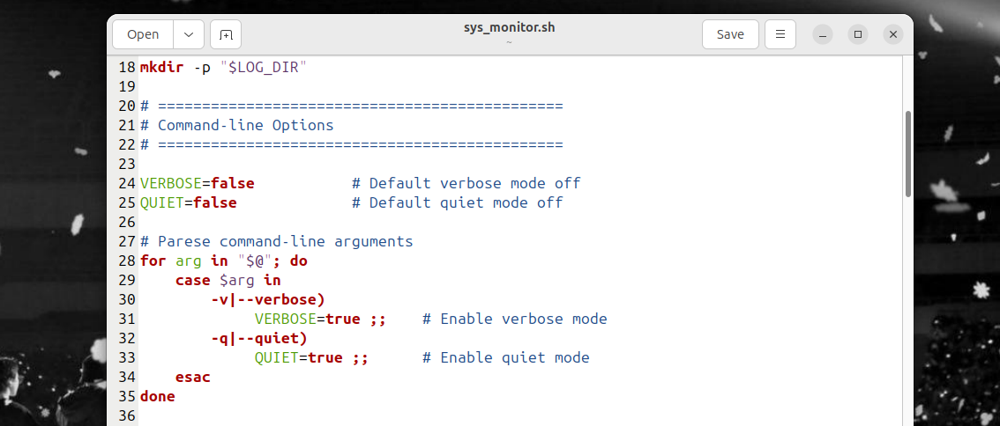 Open
sys_monitor.sh
~
Save
18 mkdir -p "$LOG_DIR"
19
20 # ==============================================
21 # Command-line Options
22 # ==============================================
23
24 VERBOSE=false           # Default verbose mode off
25 QUIET=false             # Default quiet mode off
26
27 # Parese command-line arguments
28 for arg in "$@"; do
29     case $arg in
30         -v|--verbose)
31              VERBOSE=true ;;    # Enable verbose mode
32         -q|--quiet)
33              QUIET=true ;;      # Enable quiet mode
34     esac
35 done
36